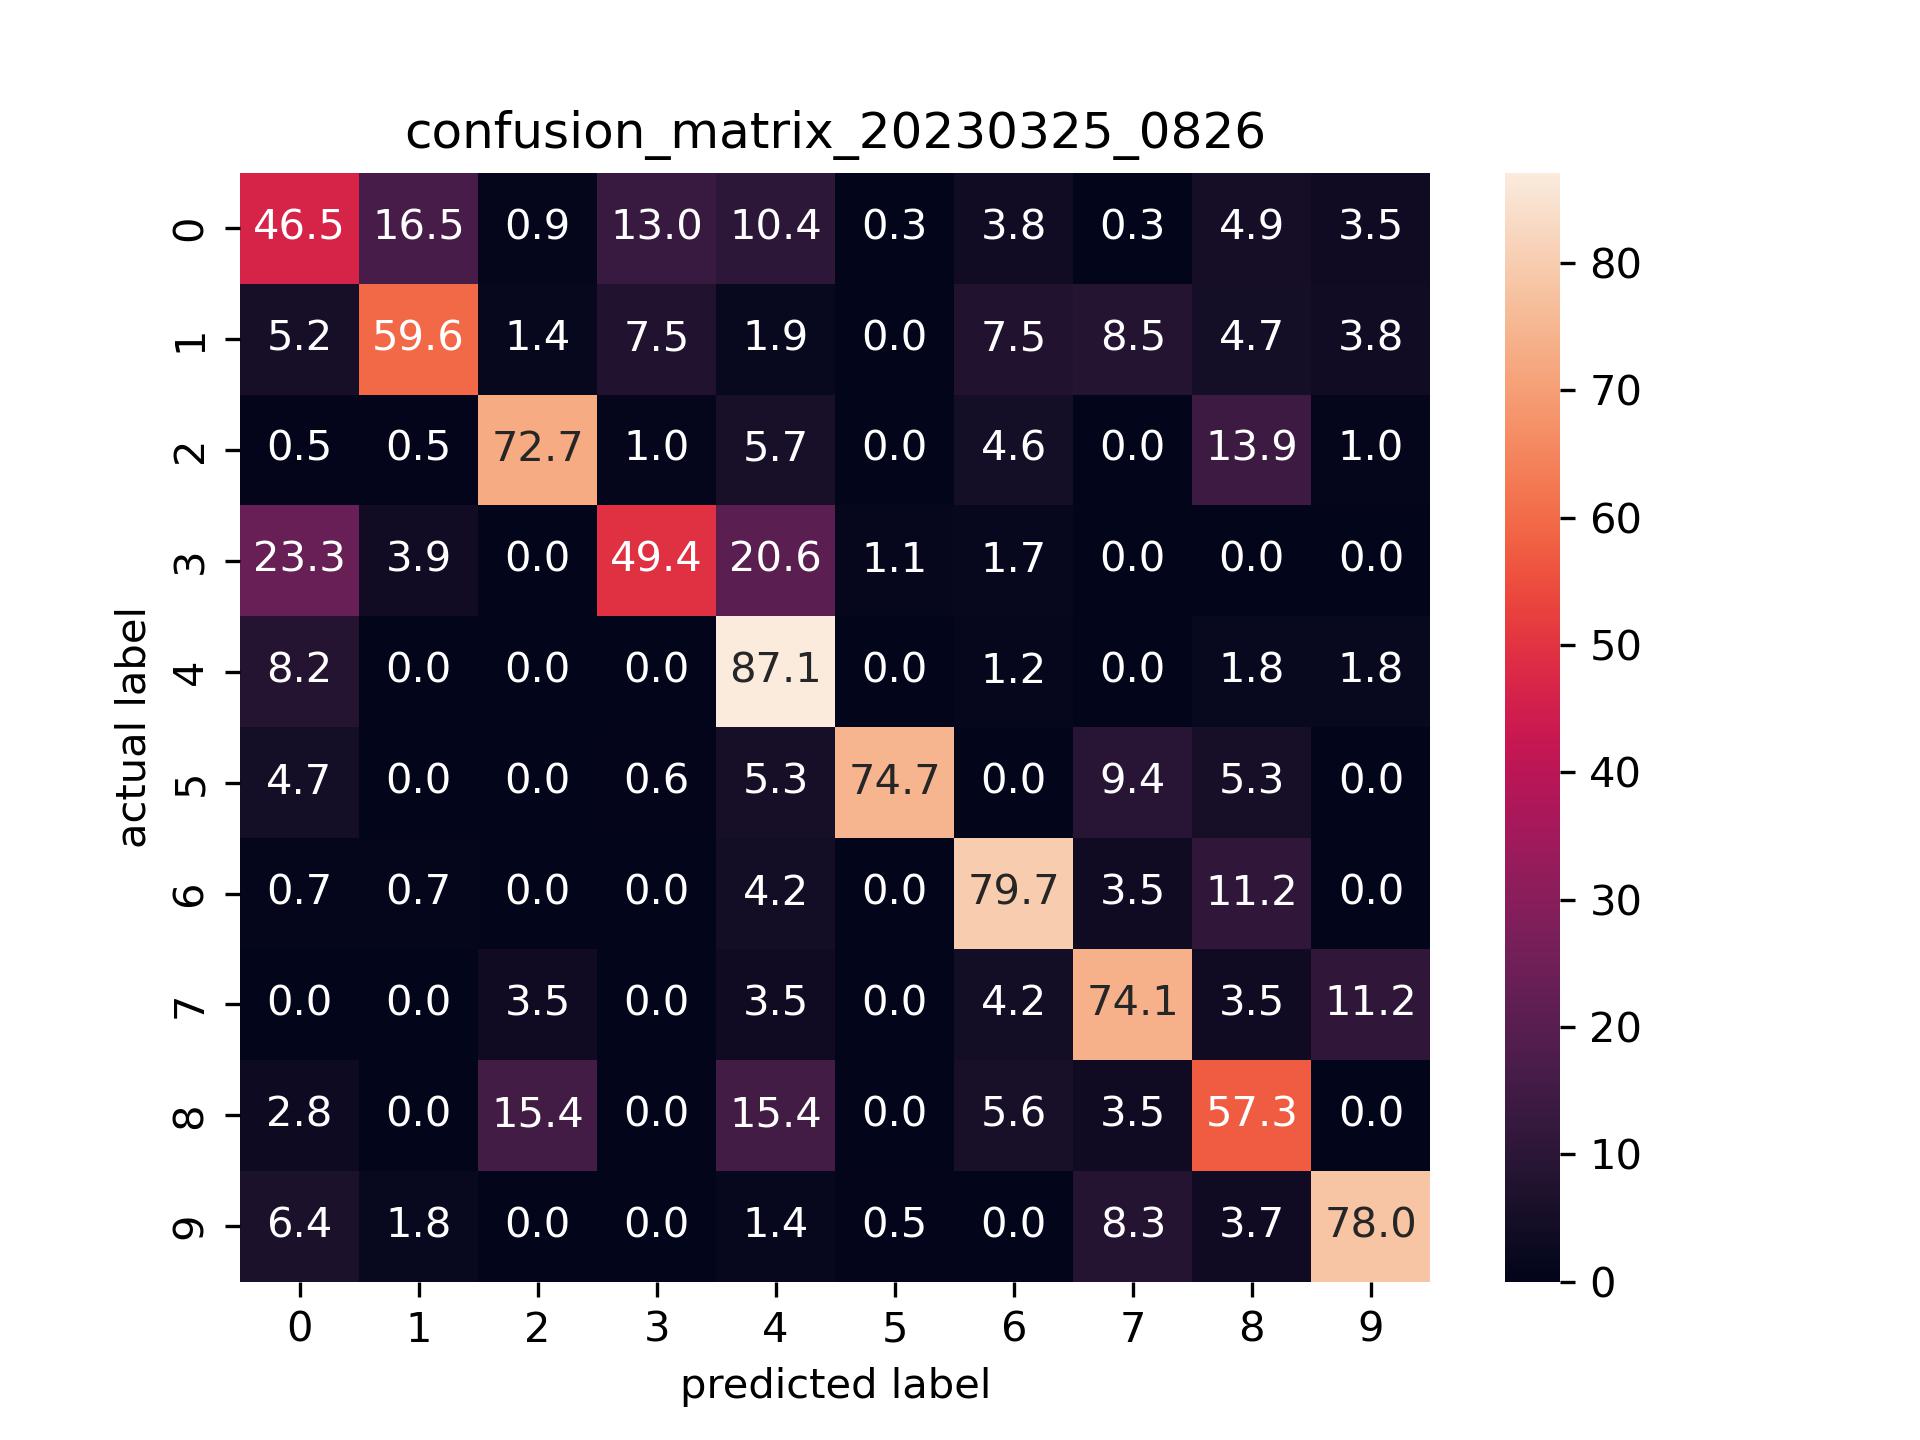 confusion_matrix_20230325_0826
0 46.5 16.5 0.9 13.0 10.4 0.3 3.8 0.3 4.9 3.5
1 5.2 59.6 1.4 7.5 1.9 0.0 7.5 8.5 4.7 3.8
2 0.5 0.5 72.7 1.0 5.7 0.0 4.6 0.0 13.9 1.0
3 23.3 3.9 0.0 49.4 20.6 1.1 1.7 0.0 0.0 0.0
4 8.2 0.0 0.0 0.0 87.1 0.0 1.2 0.0 1.8 1.8
5 4.7 0.0 0.0 0.6 5.3 74.7 0.0 9.4 5.3 0.0
6 0.7 0.7 0.0 0.0 4.2 0.0 79.7 3.5 11.2 0.0
7 0.0 0.0 3.5 0.0 3.5 0.0 4.2 74.1 3.5 11.2
8 2.8 0.0 15.4 0.0 15.4 0.0 5.6 3.5 57.3 0.0
9 6.4 1.8 0.0 0.0 1.4 0.5 0.0 8.3 3.7 78.0
0 1 2 3 4 5 6 7 8 9
predicted label
actual label
80
70
60
50
40
30
20
10
0